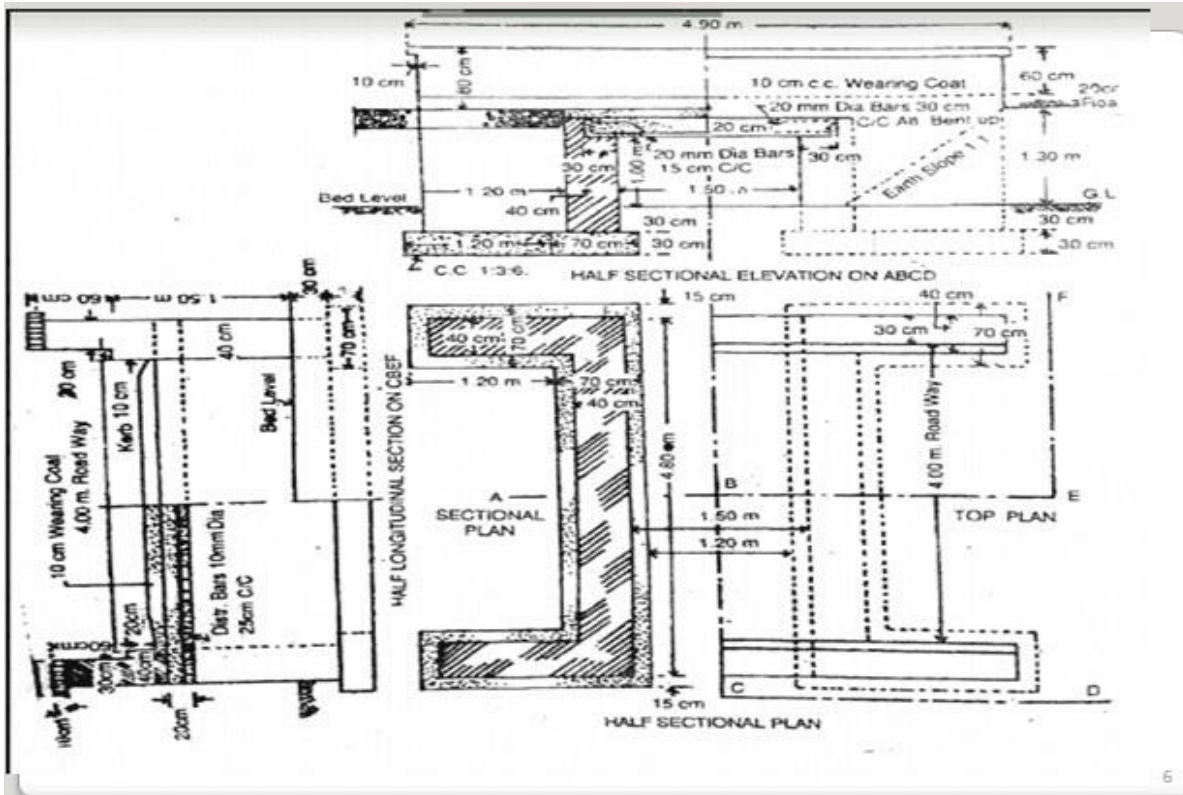 4.90 m
10 cm
80 cm
10 cm c.c. Wearing Coat
60 cm
20 mm Dia Bars 30 cm
C/C Alt. Bent up
20 cm
20 mm Dia Bars
15 cm C/C
30 cm
30 cm
1.00 m
1.30 m
Earth Slope 1:1
Bed Level
1.20 m
40 cm
1.50
G.L
30 cm
30 cm
1.20 m
70 cm
30 cm
30 cm
C.C 1:3:6.
HALF SECTIONAL ELEVATION ON ABCD
60 cm
1.50 m
30 cm
40 cm
70 cm
20 cm
Kerb 10 cm
Bed Level
10 cm Wearing Coat
4.00 m. Road Way
Distr. Bars 10mm Dia
25cm C/C
60cm
20cm
30cm
40cm
10cm
20cm
HALF LONGITUDINAL SECTION ON CBEF
15 cm
40 cm
70 cm
1.20 m
70 cm
40 cm
4.80 cm
A
SECTIONAL
PLAN
40 cm
F
30 cm
70 cm
4.00 m. Road Way
B
E
TOP PLAN
1.50 m
1.20 m
C
D
15 cm
HALF SECTIONAL PLAN
6